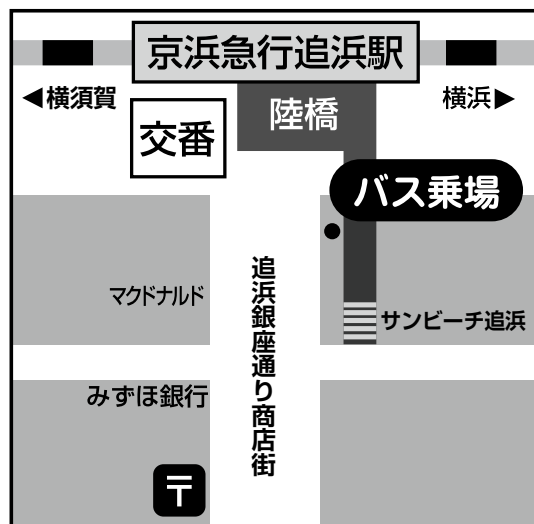 京浜急行追浜駅
◀横須賀
横浜▶
陸橋
交番
バス乗場
追浜銀座通り商店街
マクドナルド
サンビーチ追浜
みずほ銀行
〒